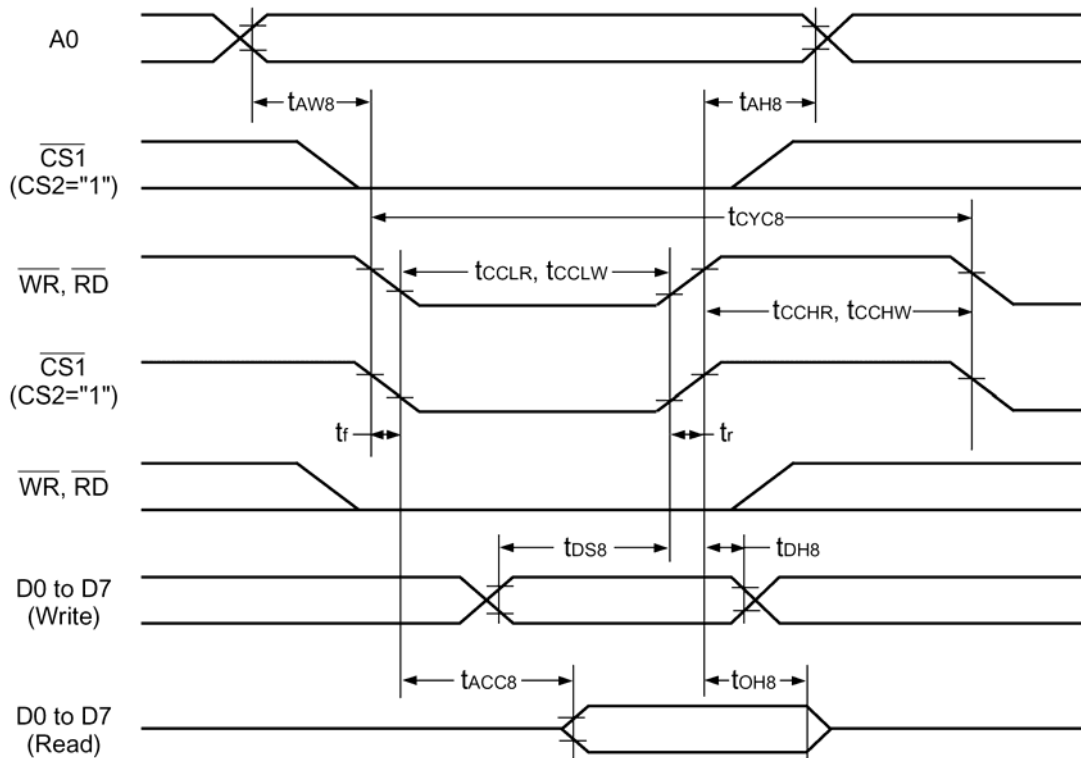 A0
tAW8
tAH8
CS1
(CS2="1")
tCYC8
WR, RD
tCCLR, tCCLW
tCCHR, tCCHW
CS1
(CS2="1")
tf
tr
WR, RD
tDS8
tDH8
D0 to D7
(Write)
tACC8
tOH8
D0 to D7
(Read)